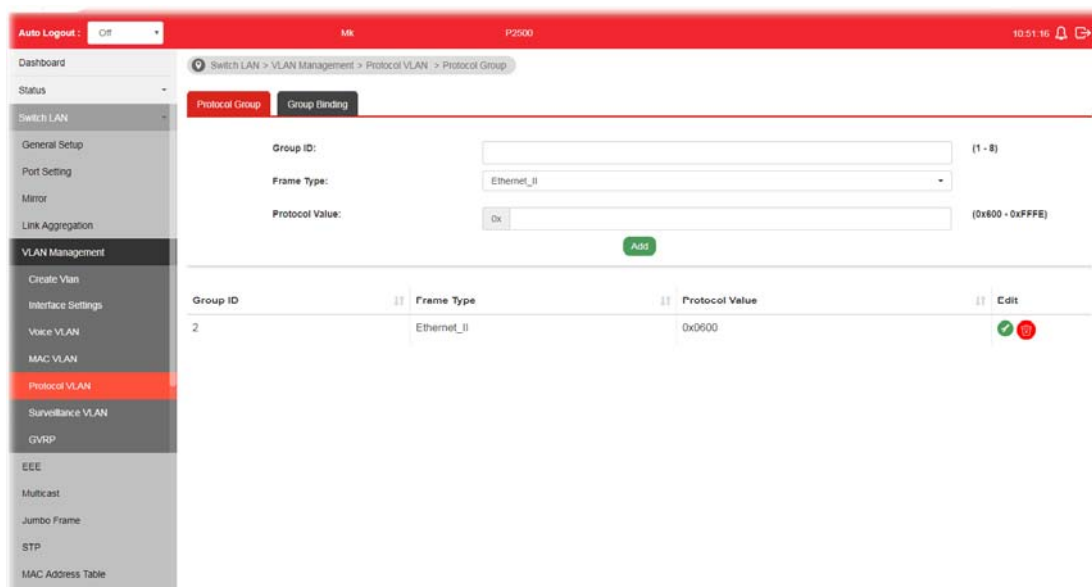 Auto Logout : Off Mk P2500 10:51:16
Dashboard
Switch LAN > VLAN Management > Protocol VLAN > Protocol Group
Status
Protocol Group Group Binding
Switch LAN
General Setup
Group ID: (1 - 8)
Port Setting
Frame Type: Ethernet_II
Mirror
Protocol Value: 0x (0x600 - 0xFFFE)
Link Aggregation
Add
VLAN Management
Create Vlan
Group ID Frame Type Protocol Value Edit
Interface Settings
2 Ethernet_II 0x0600
Voice VLAN
MAC VLAN
Protocol VLAN
Surveillance VLAN
GVRP
EEE
Multicast
Jumbo Frame
STP
MAC Address Table